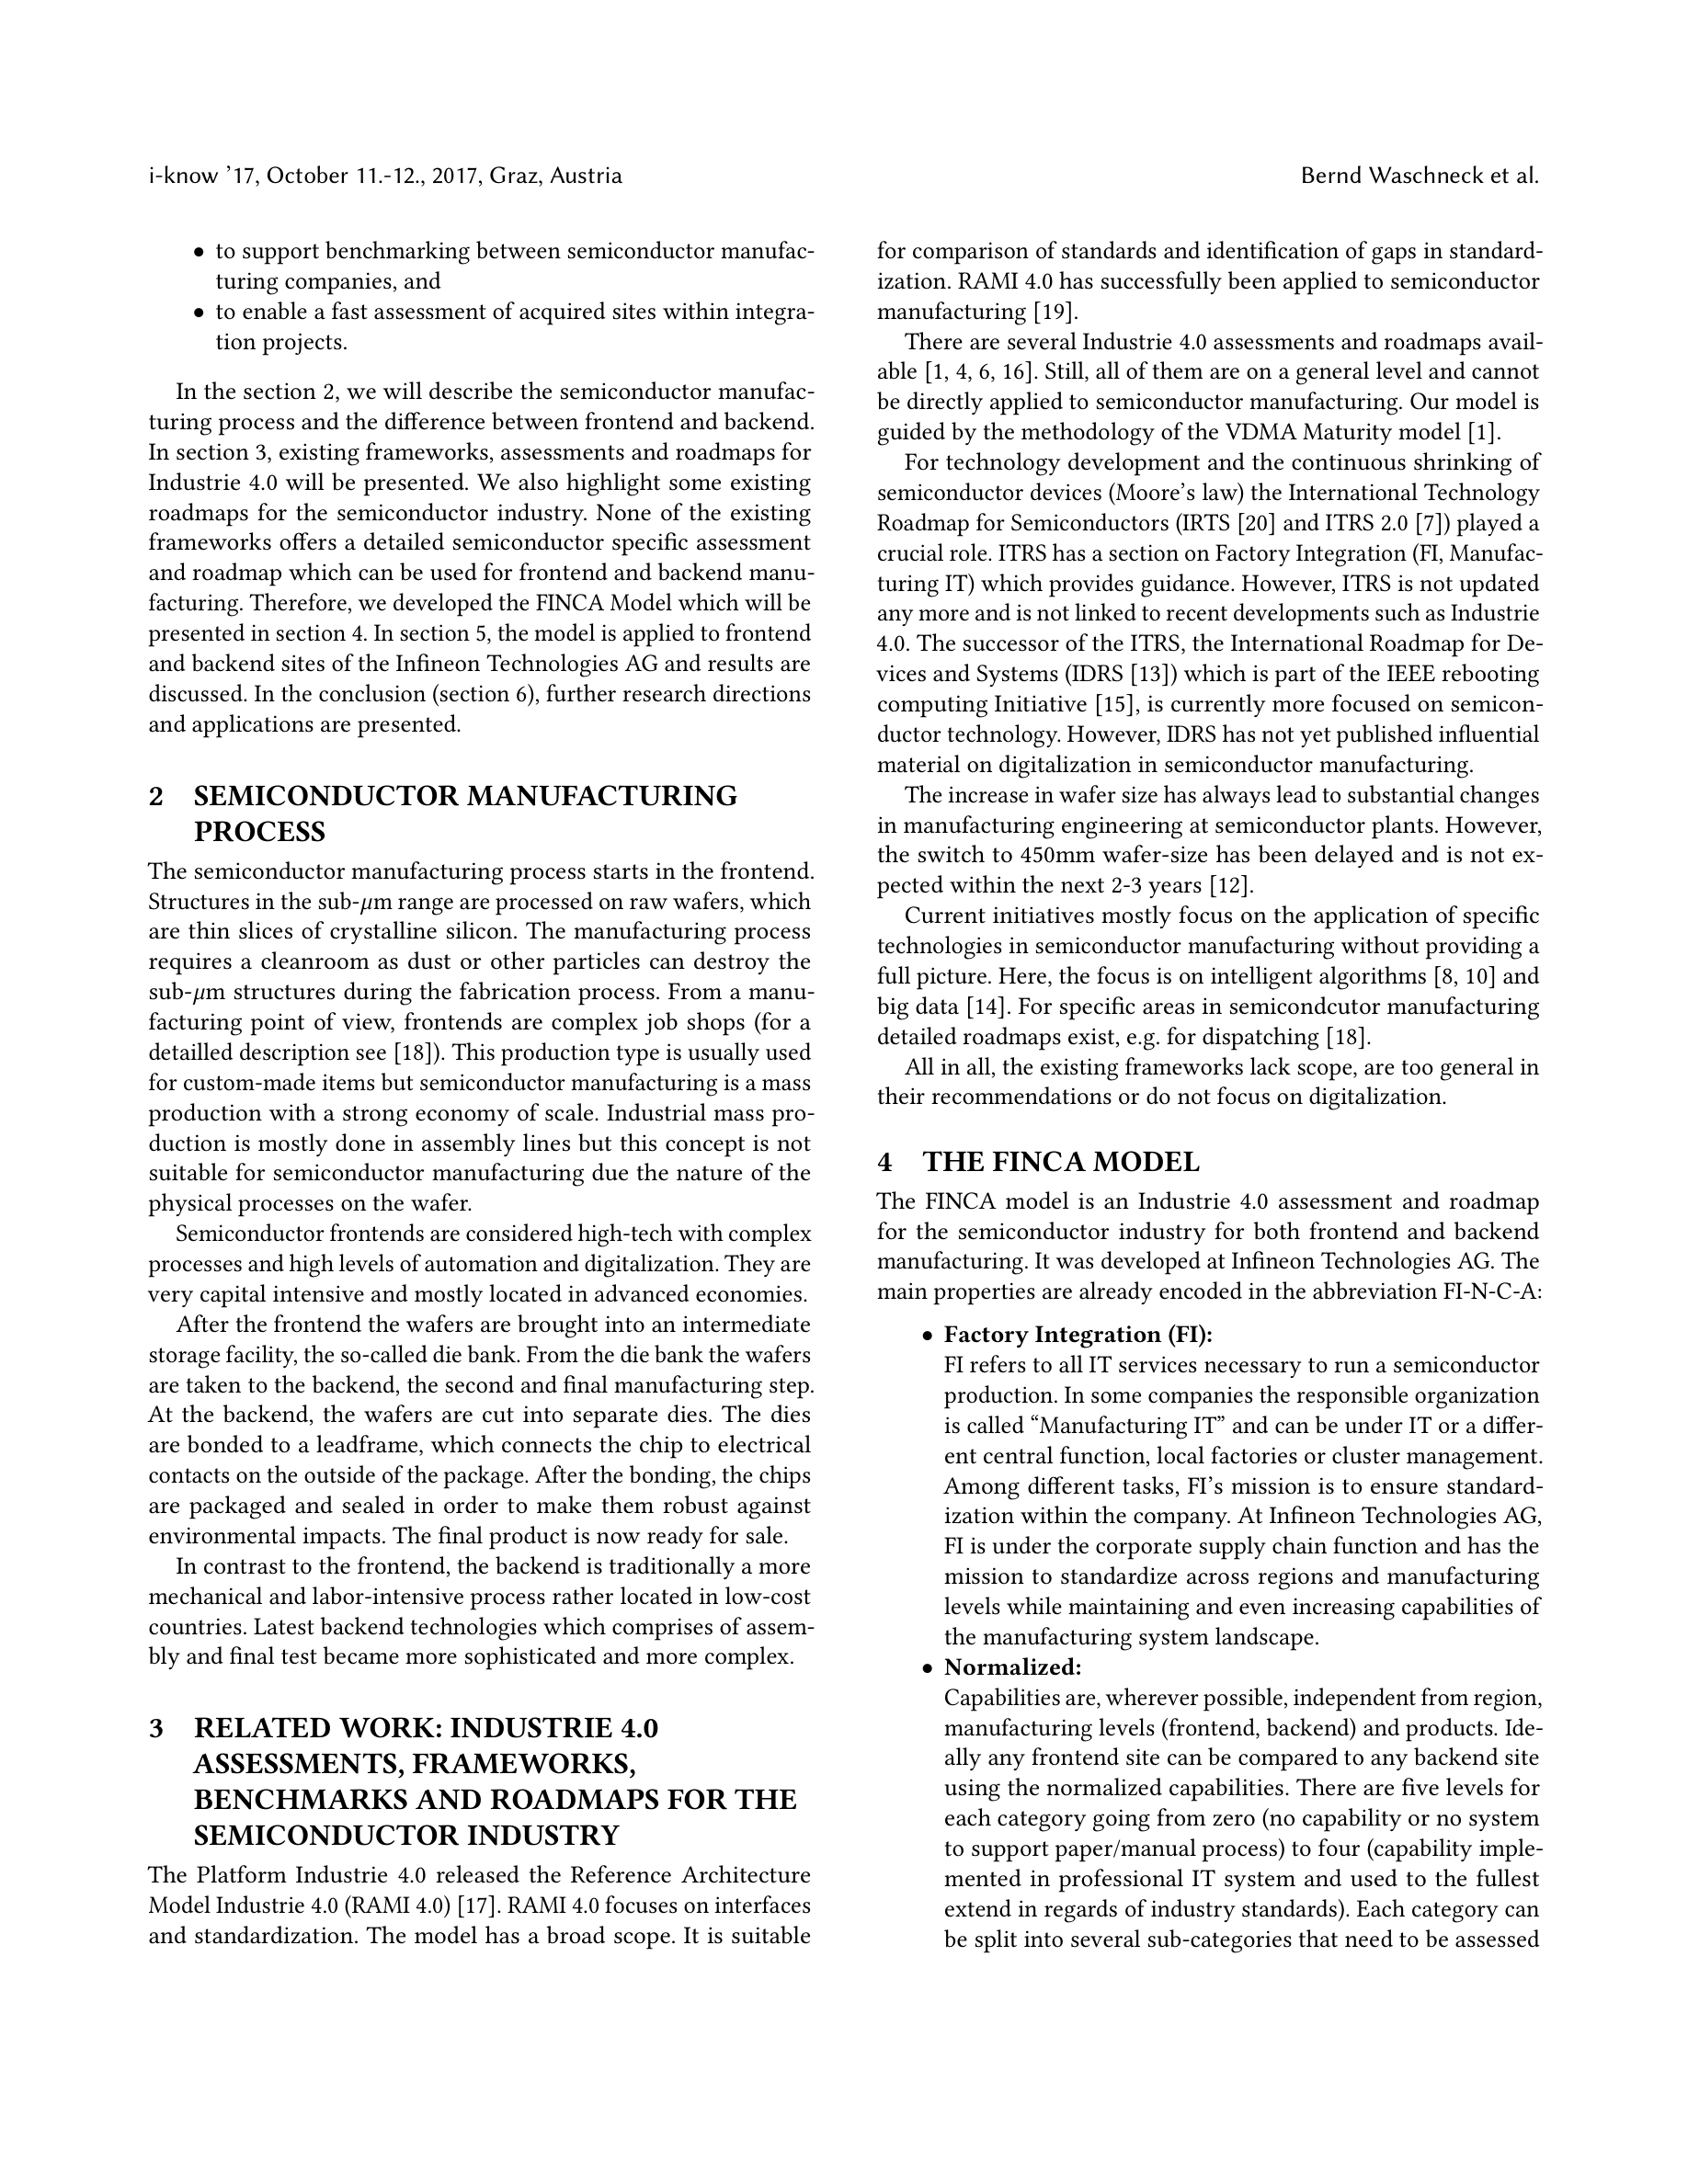 i-know ’17, October 11.-12., 2017, Graz, Austria
Bernd Waschneck et al.
• to support benchmarking between semiconductor manufac-
turing companies, and
• to enable a fast assessment of acquired sites within integra-
tion projects.
In the section 2, we will describe the semiconductor manufac-
turing process and the difference between frontend and backend.
In section 3, existing frameworks, assessments and roadmaps for
Industrie 4.0 will be presented. We also highlight some existing
roadmaps for the semiconductor industry. None of the existing
frameworks offers a detailed semiconductor specific assessment
and roadmap which can be used for frontend and backend manu-
facturing. Therefore, we developed the FINCA Model which will be
presented in section 4. In section 5, the model is applied to frontend
and backend sites of the Infineon Technologies AG and results are
discussed. In the conclusion (section 6), further research directions
and applications are presented.
2 SEMICONDUCTOR MANUFACTURING
PROCESS
The semiconductor manufacturing process starts in the frontend.
Structures in the sub-μm range are processed on raw wafers, which
are thin slices of crystalline silicon. The manufacturing process
requires a cleanroom as dust or other particles can destroy the
sub-μm structures during the fabrication process. From a manu-
facturing point of view, frontends are complex job shops (for a
detailled description see [18]). This production type is usually used
for custom-made items but semiconductor manufacturing is a mass
production with a strong economy of scale. Industrial mass pro-
duction is mostly done in assembly lines but this concept is not
suitable for semiconductor manufacturing due the nature of the
physical processes on the wafer.
Semiconductor frontends are considered high-tech with complex
processes and high levels of automation and digitalization. They are
very capital intensive and mostly located in advanced economies.
After the frontend the wafers are brought into an intermediate
storage facility, the so-called die bank. From the die bank the wafers
are taken to the backend, the second and final manufacturing step.
At the backend, the wafers are cut into separate dies. The dies
are bonded to a leadframe, which connects the chip to electrical
contacts on the outside of the package. After the bonding, the chips
are packaged and sealed in order to make them robust against
environmental impacts. The final product is now ready for sale.
In contrast to the frontend, the backend is traditionally a more
mechanical and labor-intensive process rather located in low-cost
countries. Latest backend technologies which comprises of assem-
bly and final test became more sophisticated and more complex.
3 RELATED WORK: INDUSTRIE 4.0
ASSESSMENTS, FRAMEWORKS,
BENCHMARKS AND ROADMAPS FOR THE
SEMICONDUCTOR INDUSTRY
The Platform Industrie 4.0 released the Reference Architecture
Model Industrie 4.0 (RAMI 4.0) [17]. RAMI 4.0 focuses on interfaces
and standardization. The model has a broad scope. It is suitable
for comparison of standards and identification of gaps in standard-
ization. RAMI 4.0 has successfully been applied to semiconductor
manufacturing [19].
There are several Industrie 4.0 assessments and roadmaps avail-
able [1, 4, 6, 16]. Still, all of them are on a general level and cannot
be directly applied to semiconductor manufacturing. Our model is
guided by the methodology of the VDMA Maturity model [1].
For technology development and the continuous shrinking of
semiconductor devices (Moore’s law) the International Technology
Roadmap for Semiconductors (IRTS [20] and ITRS 2.0 [7]) played a
crucial role. ITRS has a section on Factory Integration (FI, Manufac-
turing IT) which provides guidance. However, ITRS is not updated
any more and is not linked to recent developments such as Industrie
4.0. The successor of the ITRS, the International Roadmap for De-
vices and Systems (IDRS [13]) which is part of the IEEE rebooting
computing Initiative [15], is currently more focused on semicon-
ductor technology. However, IDRS has not yet published influential
material on digitalization in semiconductor manufacturing.
The increase in wafer size has always lead to substantial changes
in manufacturing engineering at semiconductor plants. However,
the switch to 450mm wafer-size has been delayed and is not ex-
pected within the next 2-3 years [12].
Current initiatives mostly focus on the application of specific
technologies in semiconductor manufacturing without providing a
full picture. Here, the focus is on intelligent algorithms [8, 10] and
big data [14]. For specific areas in semicondcutor manufacturing
detailed roadmaps exist, e.g. for dispatching [18].
All in all, the existing frameworks lack scope, are too general in
their recommendations or do not focus on digitalization.
4 THE FINCA MODEL
The FINCA model is an Industrie 4.0 assessment and roadmap
for the semiconductor industry for both frontend and backend
manufacturing. It was developed at Infineon Technologies AG. The
main properties are already encoded in the abbreviation FI-N-C-A:
• Factory Integration (FI):
FI refers to all IT services necessary to run a semiconductor
production. In some companies the responsible organization
is called “Manufacturing IT” and can be under IT or a differ-
ent central function, local factories or cluster management.
Among different tasks, FI’s mission is to ensure standard-
ization within the company. At Infineon Technologies AG,
FI is under the corporate supply chain function and has the
mission to standardize across regions and manufacturing
levels while maintaining and even increasing capabilities of
the manufacturing system landscape.
• Normalized:
Capabilities are, wherever possible, independent from region,
manufacturing levels (frontend, backend) and products. Ide-
ally any frontend site can be compared to any backend site
using the normalized capabilities. There are five levels for
each category going from zero (no capability or no system
to support paper/manual process) to four (capability imple-
mented in professional IT system and used to the fullest
extend in regards of industry standards). Each category can
be split into several sub-categories that need to be assessed